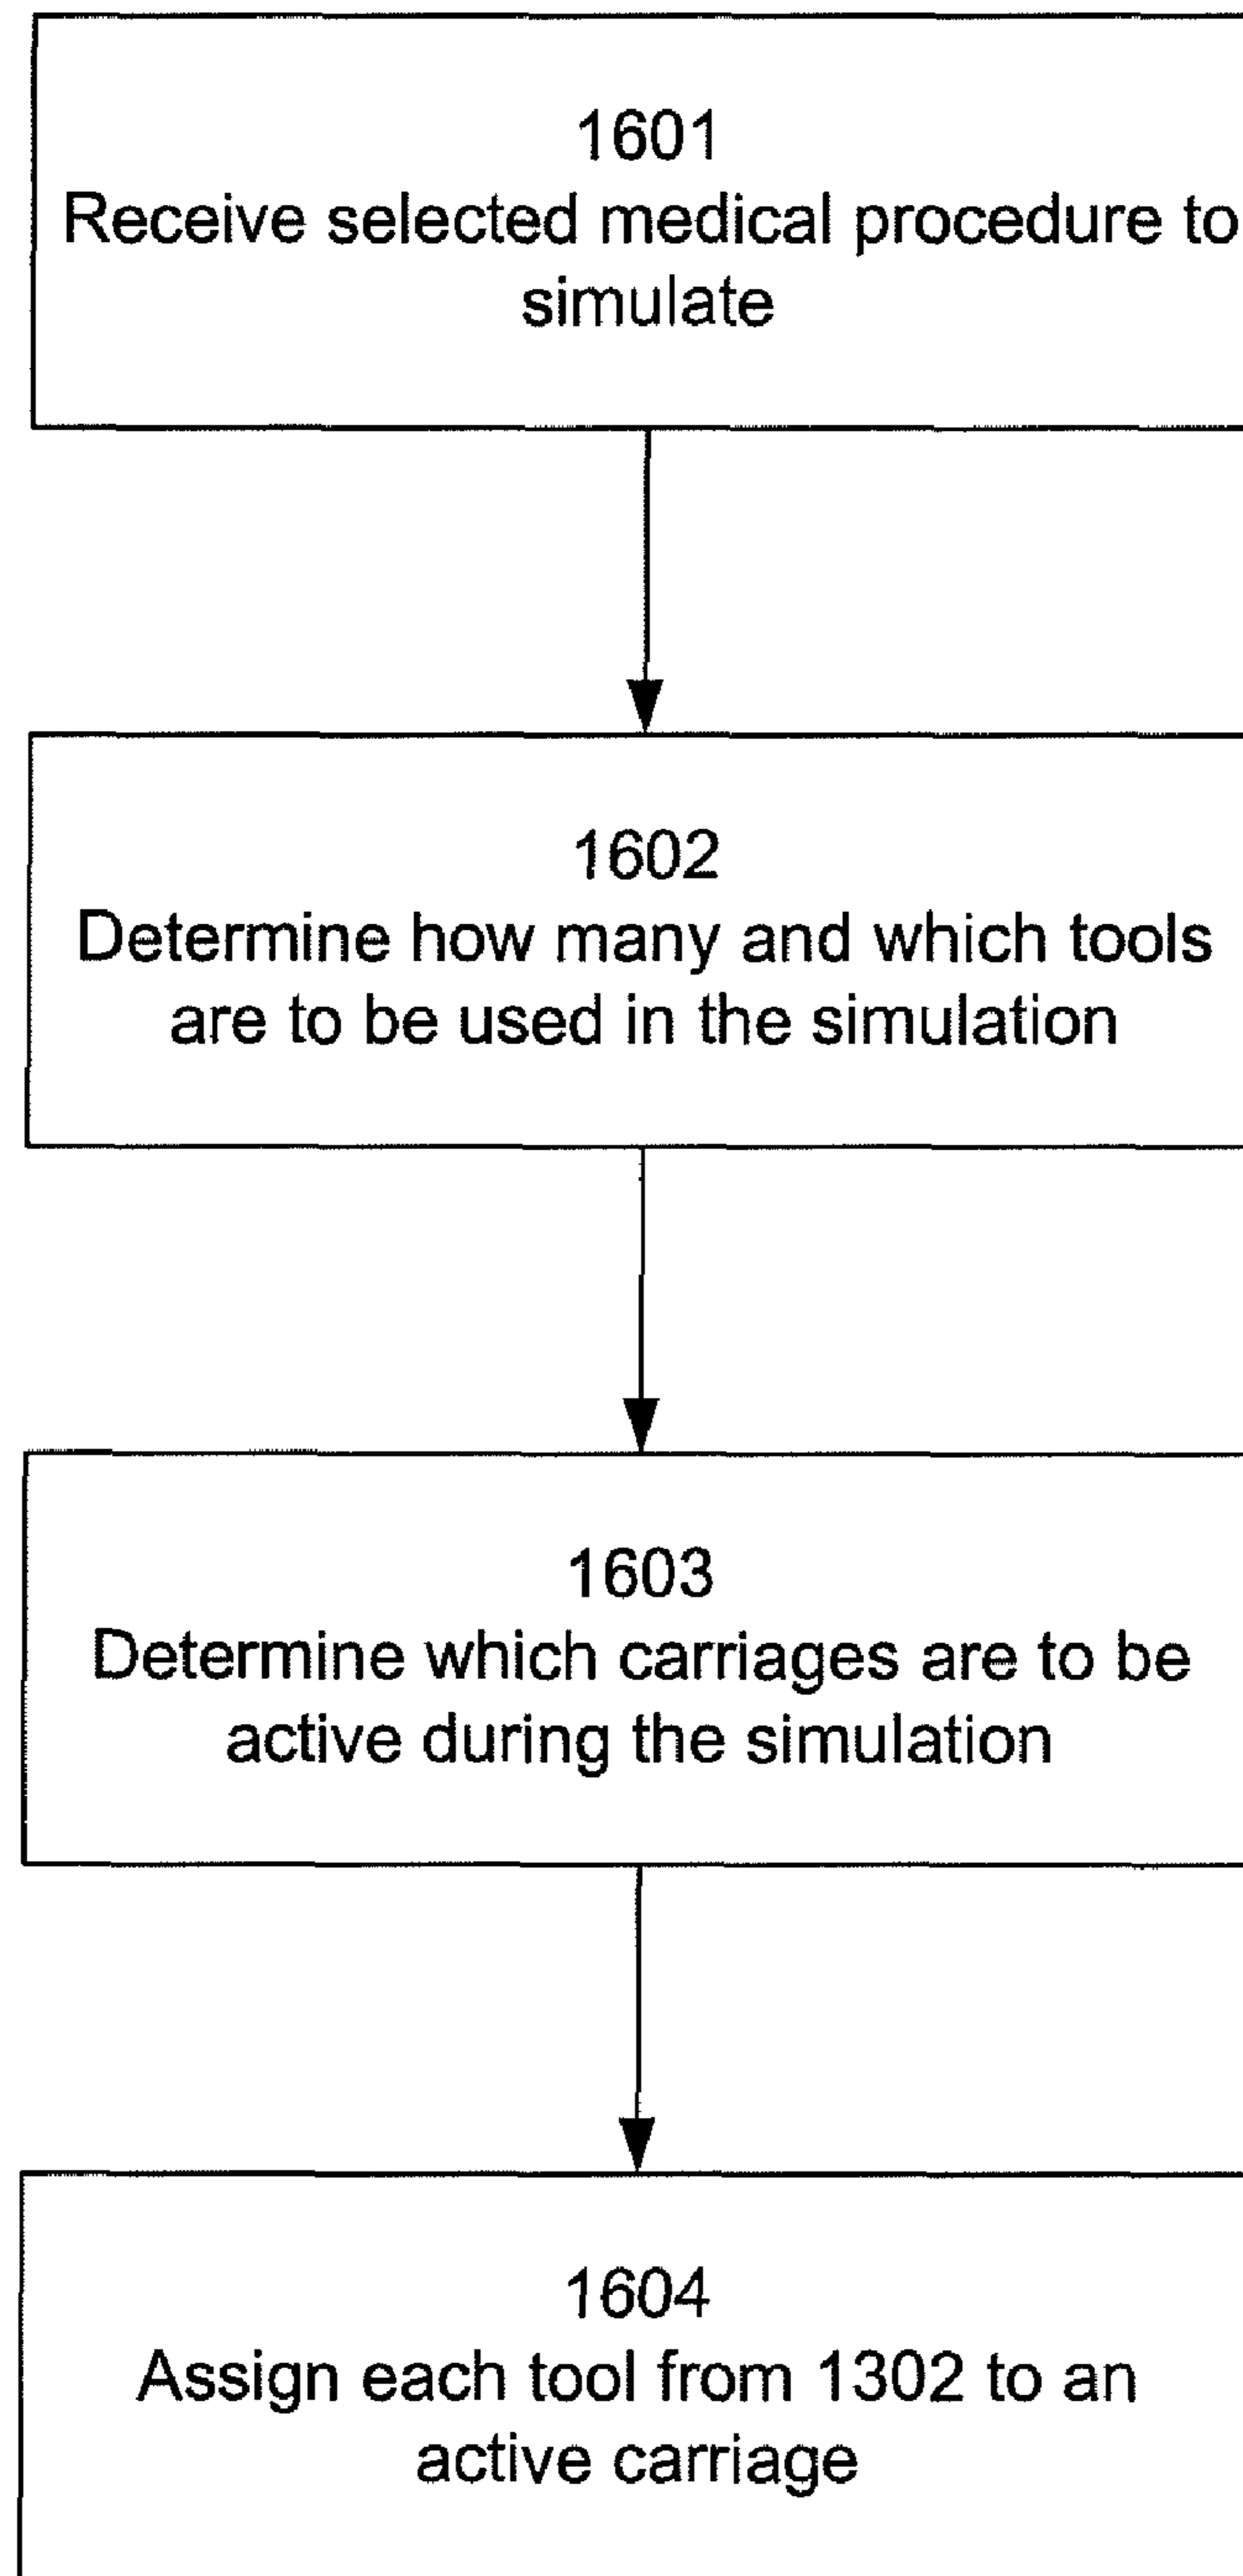 1601
Receive selected medical procedure to
simulate
1602
Determine how many and which tools
are to be used in the simulation
1603
Determine which carriages are to be
active during the simulation
1604
Assign each tool from 1302 to an
active carriage